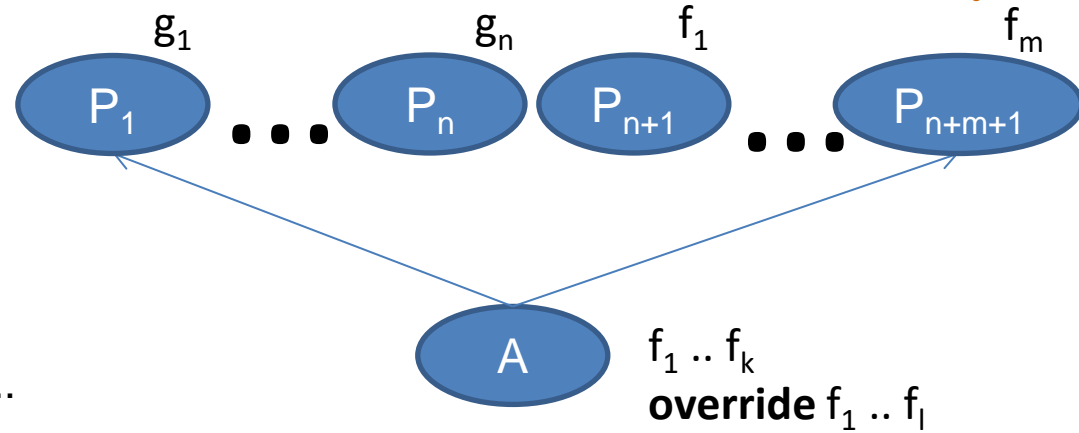 g₁ gₙ f₁ fₘ
P₁ ... Pₙ Pₙ₊₁ ... Pₙ₊ₘ₊₁
A
f₁ .. fₖ
override f₁ .. fₗ
..